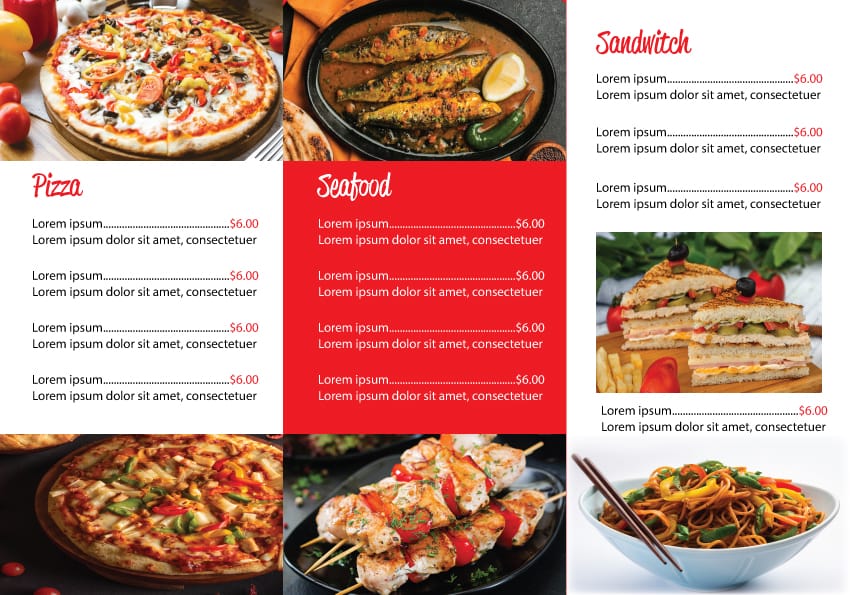 Pizza
Lorem ipsum................................................$6.00
Lorem ipsum dolor sit amet, consectetuer
Lorem ipsum................................................$6.00
Lorem ipsum dolor sit amet, consectetuer
Lorem ipsum................................................$6.00
Lorem ipsum dolor sit amet, consectetuer
Lorem ipsum................................................$6.00
Lorem ipsum dolor sit amet, consectetuer
Seafood
Lorem ipsum................................................$6.00
Lorem ipsum dolor sit amet, consectetuer
Lorem ipsum................................................$6.00
Lorem ipsum dolor sit amet, consectetuer
Lorem ipsum................................................$6.00
Lorem ipsum dolor sit amet, consectetuer
Lorem ipsum................................................$6.00
Lorem ipsum dolor sit amet, consectetuer
Sandwitch
Lorem ipsum................................................$6.00
Lorem ipsum dolor sit amet, consectetuer
Lorem ipsum................................................$6.00
Lorem ipsum dolor sit amet, consectetuer
Lorem ipsum................................................$6.00
Lorem ipsum dolor sit amet, consectetuer
Lorem ipsum................................................$6.00
Lorem ipsum dolor sit amet, consectetuer